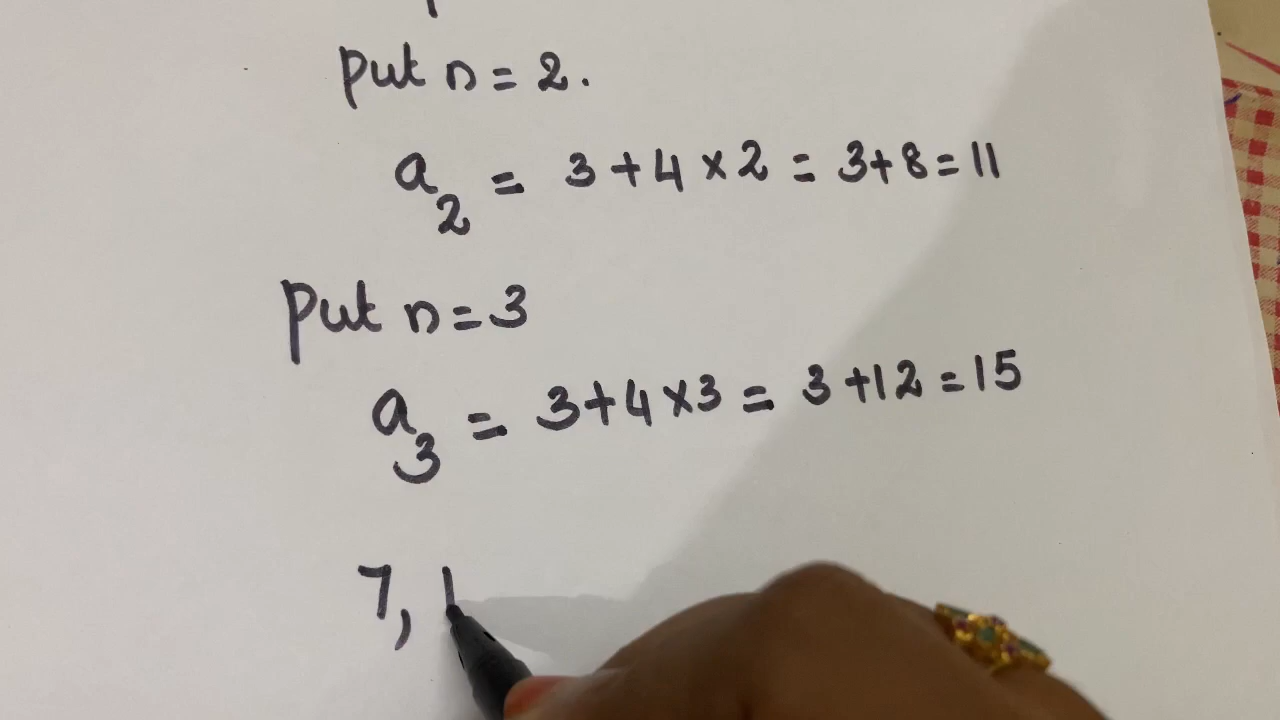 Put n = 2.
a₂ = 3 + 4 × 2 = 3 + 8 = 11
Put n = 3
a₃ = 3 + 4 × 3 = 3 + 12 = 15
7, 1